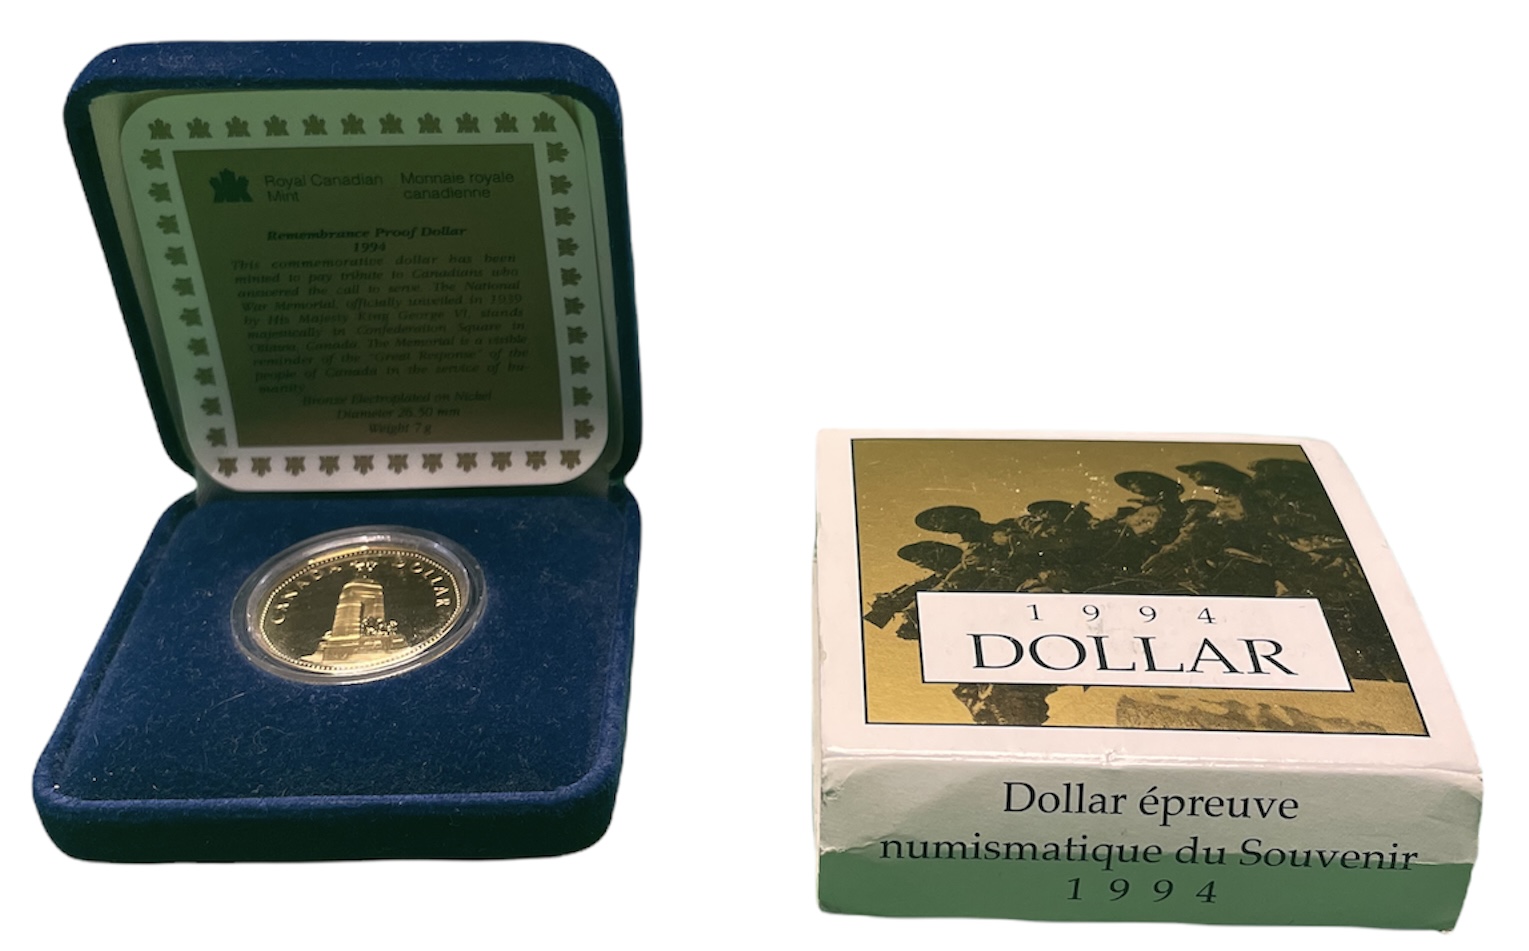 Royal Canadian Monnaie royale
Mint canadienne
Remembrance Proof Dollar
1994
This commemorative dollar has been
minted to pay tribute to Canadians who
answered the call to serve. The National
War Memorial, officially unveiled in 1939
by His Majesty King George VI, stands
majestically in Confederation Square in
Ottawa, Canada. The Memorial is a visible
reminder of the "Great Response" of the
people of Canada in the service of hu-
manity.
Bronze Electroplated on Nickel
Diameter 26.50 mm
Weight 7 g
CANADA DOLLAR
1994
DOLLAR
Dollar épreuve
numismatique du Souvenir
1994